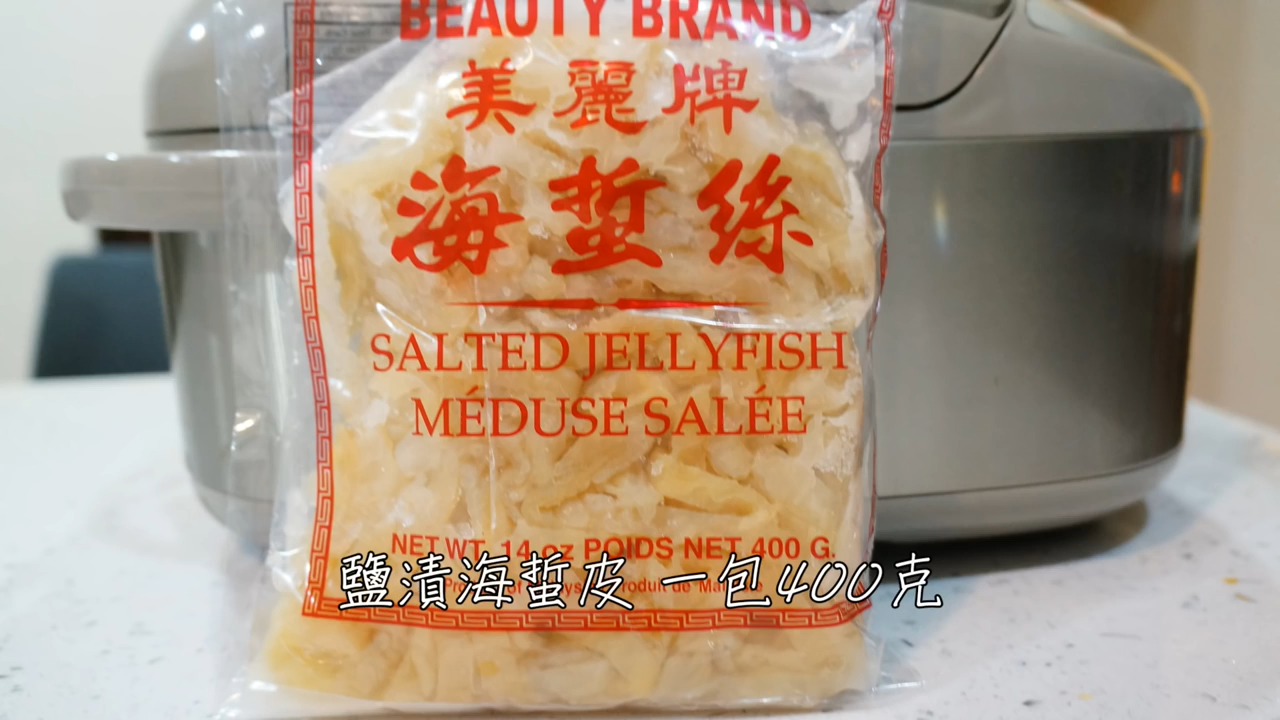 BEAUTY BRAND
美麗牌
海蜇絲
SALTED JELLYFISH
MÉDUSE SALÉE
NET WT. 14 oz POIDS NET 400 G.
鹽漬海蜇皮 一包400克